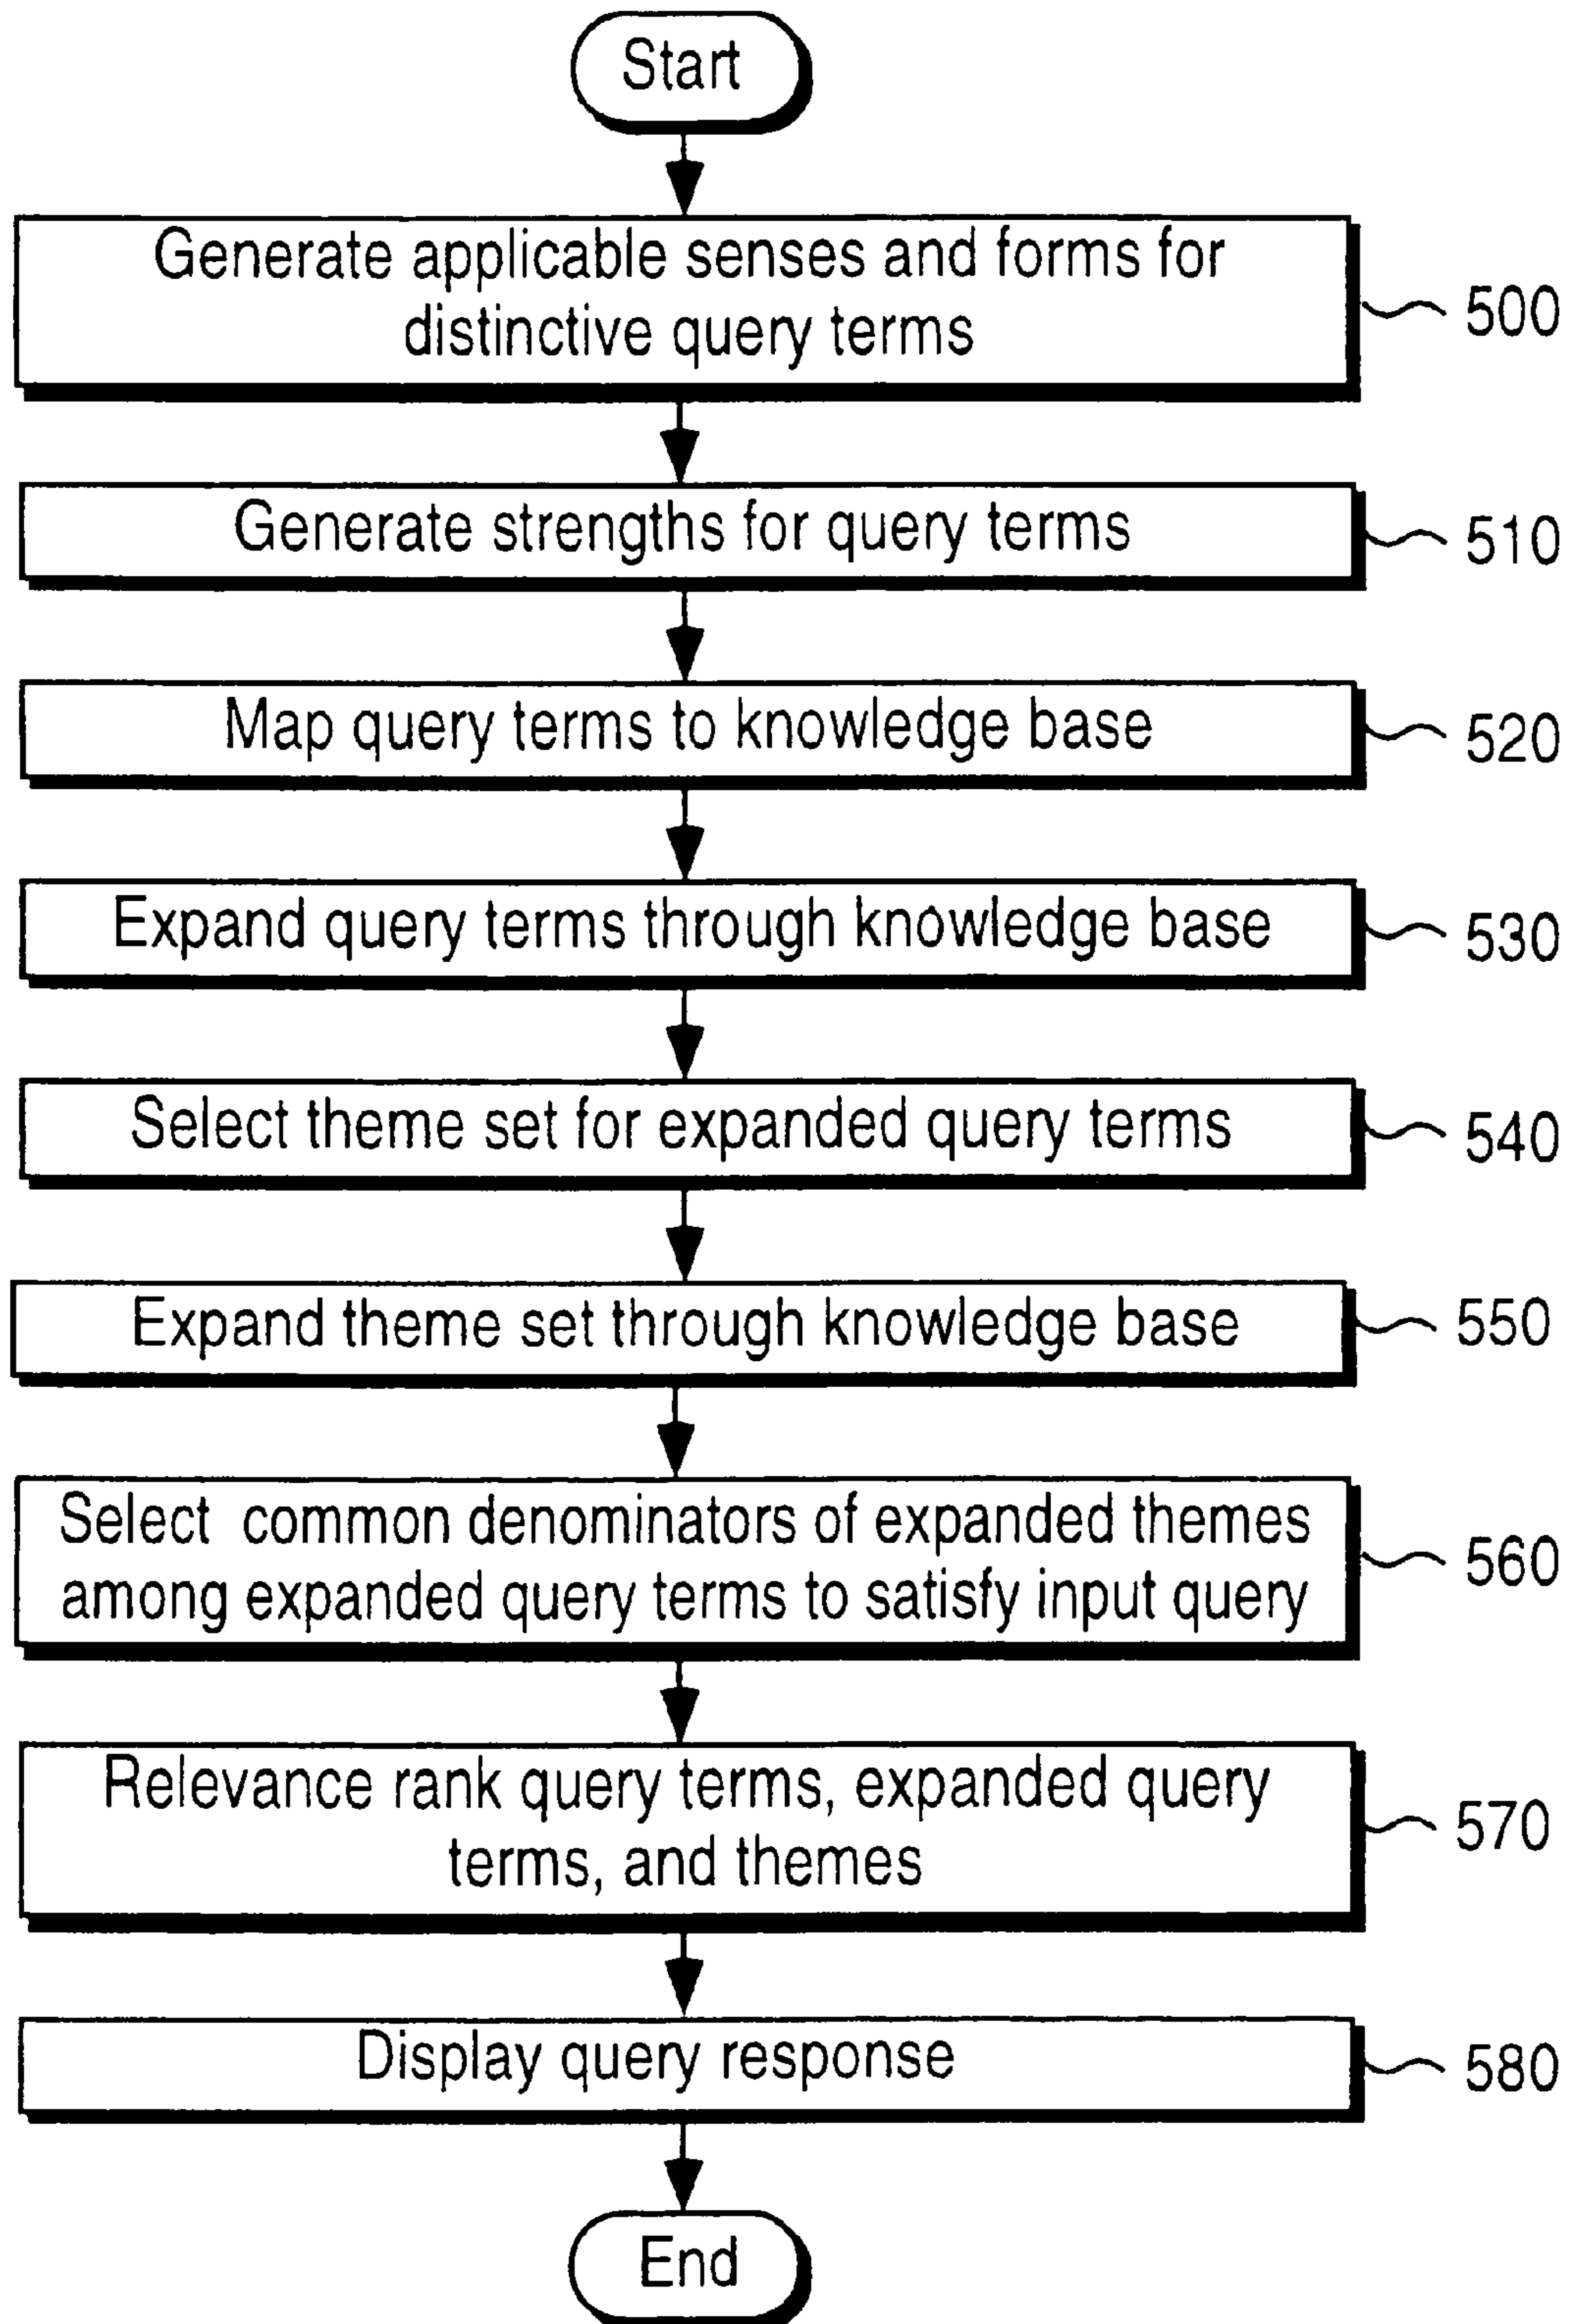 Start
Generate applicable senses and forms for
distinctive query terms
500
Generate strengths for query terms
510
Map query terms to knowledge base
520
Expand query terms through knowledge base
530
Select theme set for expanded query terms
540
Expand theme set through knowledge base
550
Select common denominators of expanded themes
among expanded query terms to satisfy input query
560
Relevance rank query terms, expanded query
terms, and themes
570
Display query response
580
End